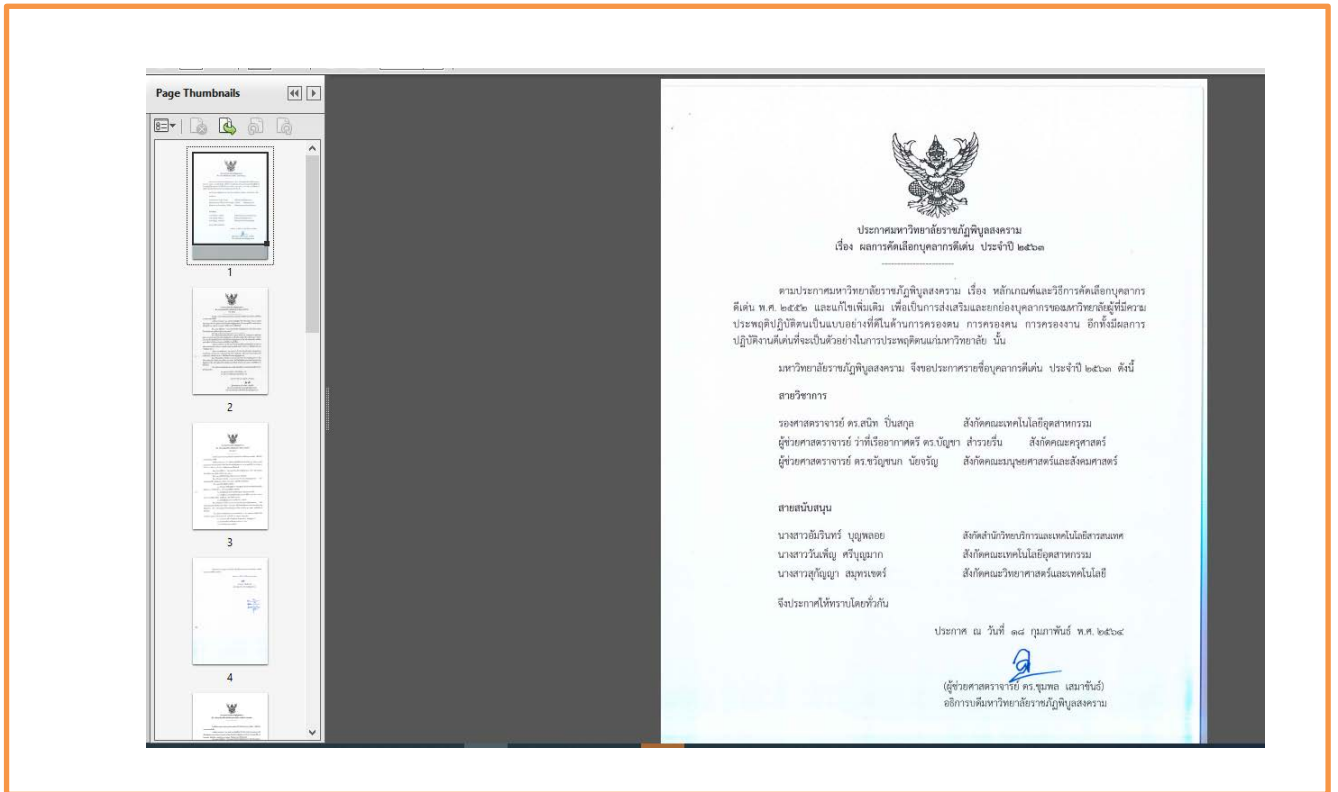 Page Thumbnails
1
2
3
4
ประกาศมหาวิทยาลัยราชภัฏพิบูลสงคราม
เรื่อง ผลการคัดเลือกบุคลากรดีเด่น ประจำปี ๒๕๖๓
ตามประกาศมหาวิทยาลัยราชภัฏพิบูลสงคราม เรื่อง หลักเกณฑ์และวิธีการคัดเลือกบุคลากร
ดีเด่น พ.ศ. ๒๕๕๒ และแก้ไขเพิ่มเติม เพื่อเป็นการส่งเสริมและยกย่องบุคลากรของมหาวิทยาลัยผู้ที่มีความ
ประพฤติปฏิบัติตนเป็นแบบอย่างที่ดีในด้านการครองตน การครองคน การครองงาน อีกทั้งมีผลการ
ปฏิบัติงานดีเด่นที่จะเป็นตัวอย่างในการประพฤติตนแก่มหาวิทยาลัย นั้น
มหาวิทยาลัยราชภัฏพิบูลสงคราม จึงขอประกาศรายชื่อบุคลากรดีเด่น ประจำปี ๒๕๖๓ ดังนี้
สายวิชาการ
รองศาสตราจารย์ ดร.สนิท ปิ่นสกุล สังกัดคณะเทคโนโลยีอุตสาหกรรม
ผู้ช่วยศาสตราจารย์ ว่าที่เรืออากาศตรี ดร.บัญชา สำรวยรื่น สังกัดคณะครุศาสตร์
ผู้ช่วยศาสตราจารย์ ดร.ขวัญชนก นัยจรัญ สังกัดคณะมนุษยศาสตร์และสังคมศาสตร์
สายสนับสนุน
นางสาวอัมรินทร์ บุญพลอย สังกัดสำนักวิทยบริการและเทคโนโลยีสารสนเทศ
นางสาววันเพ็ญ ศรีบุญมาก สังกัดคณะเทคโนโลยีอุตสาหกรรม
นางสาวสุกัญญา สมุทรเขตร์ สังกัดคณะวิทยาศาสตร์และเทคโนโลยี
จึงประกาศให้ทราบโดยทั่วกัน
ประกาศ ณ วันที่ ๑๘ กุมภาพันธ์ พ.ศ. ๒๕๖๔
(ผู้ช่วยศาสตราจารย์ ดร.ชุมพล เสมาขันธ์)
อธิการบดีมหาวิทยาลัยราชภัฏพิบูลสงคราม